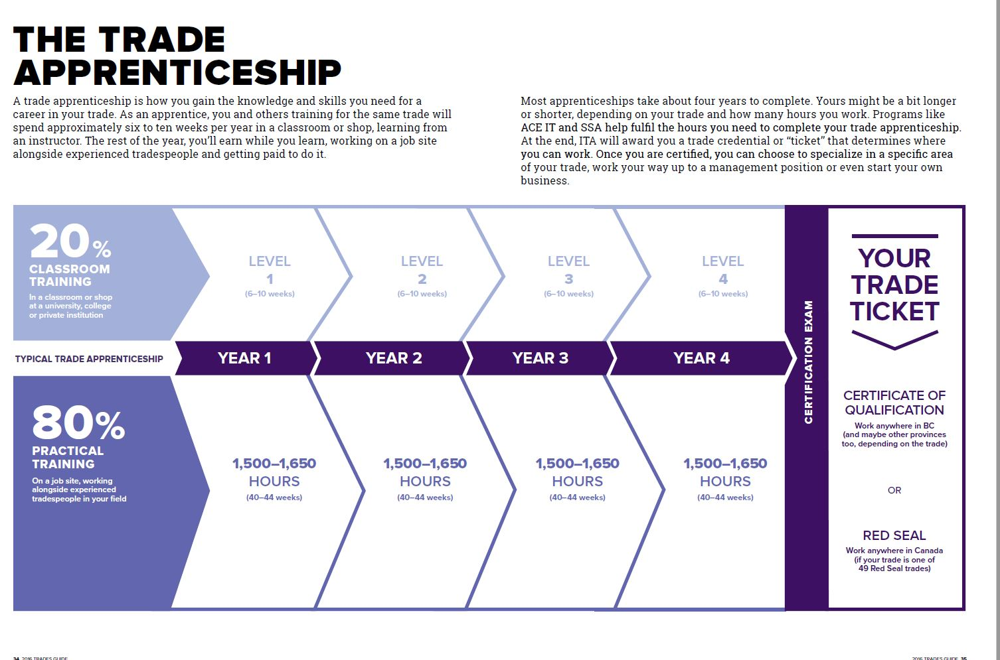 THE TRADE
APPRENTICESHIP
A trade apprenticeship is how you gain the knowledge and skills you need for a
career in your trade. As an apprentice, you and others training for the same trade will
spend approximately six to ten weeks per year in a classroom or shop, learning from
an instructor. The rest of the year, you’ll earn while you learn, working on a job site
alongside experienced tradespeople and getting paid to do it.
Most apprenticeships take about four years to complete. Yours might be a bit longer
or shorter, depending on your trade and how many hours you work. Programs like
ACE IT and SSA help fulfil the hours you need to complete your trade apprenticeship.
At the end, ITA will award you a trade credential or “ticket” that determines where
you can work. Once you are certified, you can choose to specialize in a specific area
of your trade, work your way up to a management position or even start your own
business.
20%
CLASSROOM
TRAINING
In a classroom or shop
at a university, college
or private institution
LEVEL
1
(6–10 weeks)
LEVEL
2
(6–10 weeks)
LEVEL
3
(6–10 weeks)
LEVEL
4
(6–10 weeks)
TYPICAL TRADE APPRENTICESHIP
YEAR 1
YEAR 2
YEAR 3
YEAR 4
80%
PRACTICAL
TRAINING
On a job site, working
alongside experienced
tradespeople in your field
1,500–1,650
HOURS
(40–44 weeks)
1,500–1,650
HOURS
(40–44 weeks)
1,500–1,650
HOURS
(40–44 weeks)
1,500–1,650
HOURS
(40–44 weeks)
CERTIFICATION EXAM
YOUR
TRADE
TICKET
CERTIFICATE OF
QUALIFICATION
Work anywhere in BC
(and maybe other provinces
too, depending on the trade)
OR
RED SEAL
Work anywhere in Canada
(if your trade is one of
49 Red Seal trades)
34 2016 TRADES GUIDE
2016 TRADES GUIDE 35